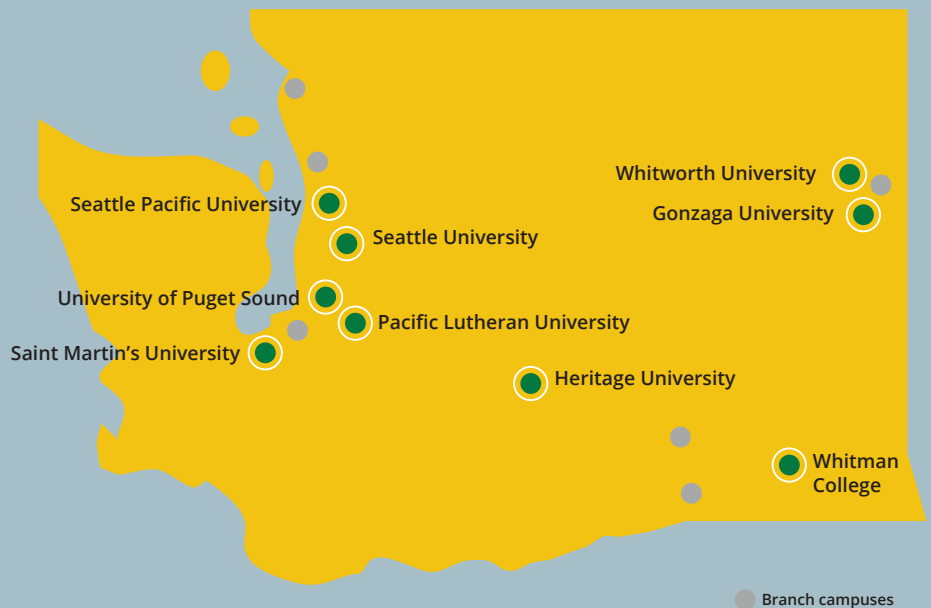 Whitworth University
Seattle Pacific University
Gonzaga University
Seattle University
University of Puget Sound
Pacific Lutheran University
Saint Martin’s University
Heritage University
Whitman
College
Branch campuses